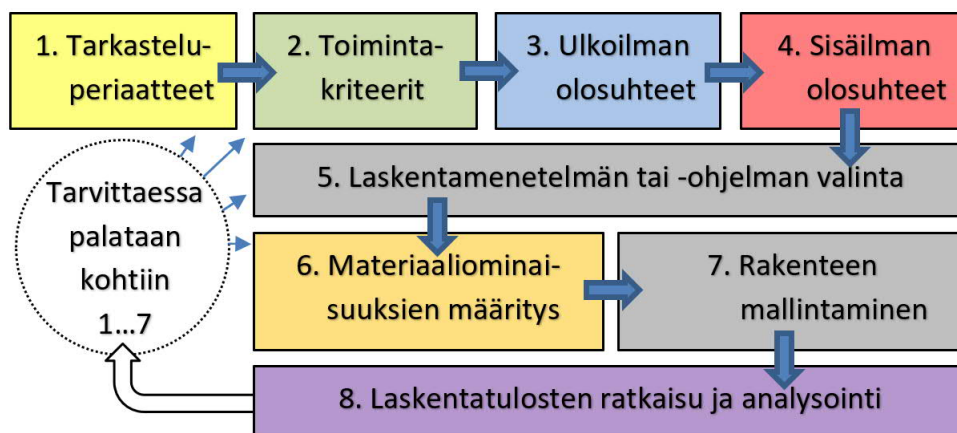 1. Tarkastelu-
periaatteet
2. Toiminta-
kriteerit
3. Ulkoilman
olosuhteet
4. Sisäilman
olosuhteet
Tarvittaessa
palataan
kohtiin
1...7
5. Laskentamenetelmän tai -ohjelman valinta
6. Materiaaliominai-
suuksien määritys
7. Rakenteen
mallintaminen
8. Laskentatulosten ratkaisu ja analysointi